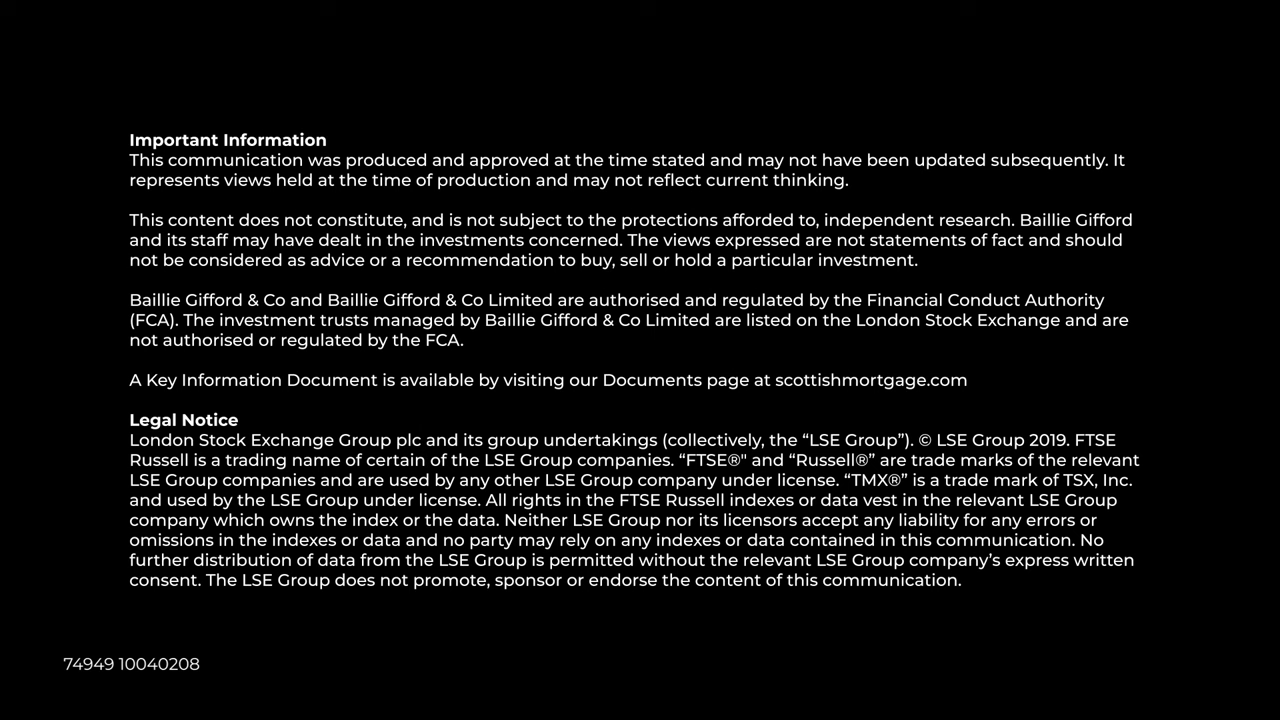 Important Information
This communication was produced and approved at the time stated and may not have been updated subsequently. It
represents views held at the time of production and may not reflect current thinking.
This content does not constitute, and is not subject to the protections afforded to, independent research. Baillie Gifford
and its staff may have dealt in the investments concerned. The views expressed are not statements of fact and should
not be considered as advice or a recommendation to buy, sell or hold a particular investment.
Baillie Gifford & Co and Baillie Gifford & Co Limited are authorised and regulated by the Financial Conduct Authority
(FCA). The investment trusts managed by Baillie Gifford & Co Limited are listed on the London Stock Exchange and are
not authorised or regulated by the FCA.
A Key Information Document is available by visiting our Documents page at scottishmortgage.com
Legal Notice
London Stock Exchange Group plc and its group undertakings (collectively, the “LSE Group”). © LSE Group 2019. FTSE
Russell is a trading name of certain of the LSE Group companies. “FTSE®" and “Russell®” are trade marks of the relevant
LSE Group companies and are used by any other LSE Group company under license. “TMX®” is a trade mark of TSX, Inc.
and used by the LSE Group under license. All rights in the FTSE Russell indexes or data vest in the relevant LSE Group
company which owns the index or the data. Neither LSE Group nor its licensors accept any liability for any errors or
omissions in the indexes or data and no party may rely on any indexes or data contained in this communication. No
further distribution of data from the LSE Group is permitted without the relevant LSE Group company’s express written
consent. The LSE Group does not promote, sponsor or endorse the content of this communication.
74949 10040208